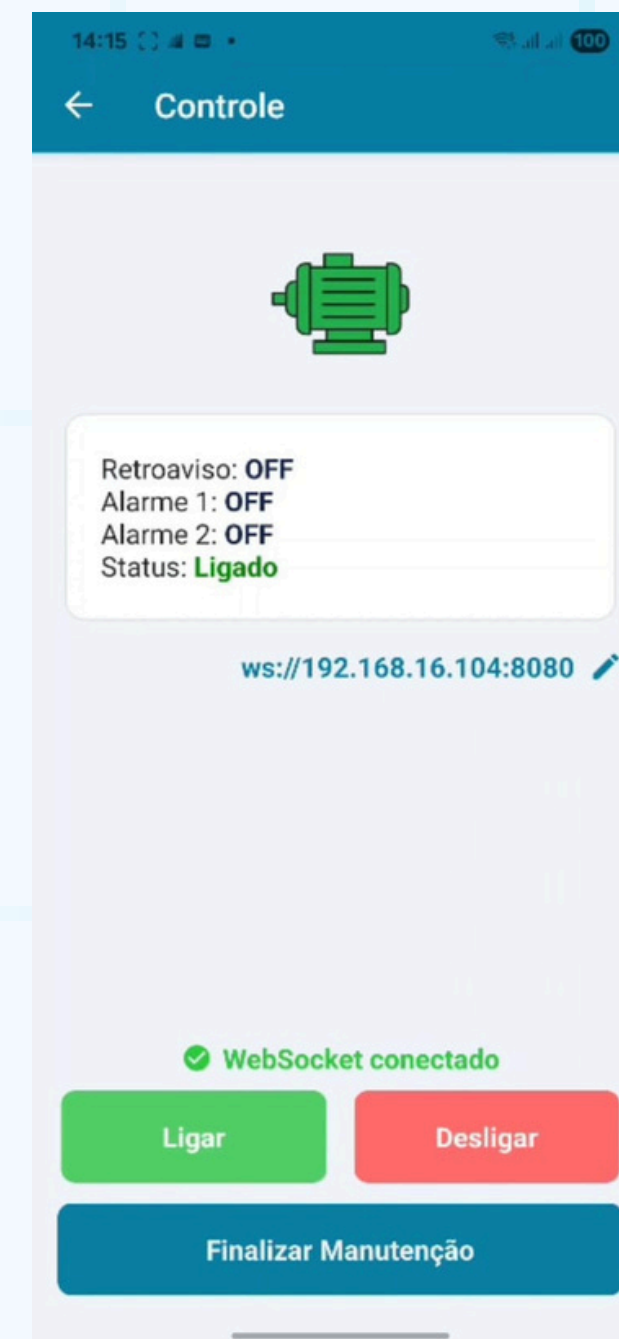 14:15
100
Controle
Retroaviso: OFF
Alarme 1: OFF
Alarme 2: OFF
Status: Ligado
ws://192.168.16.104:8080
WebSocket conectado
Ligar
Desligar
Finalizar Manutenção